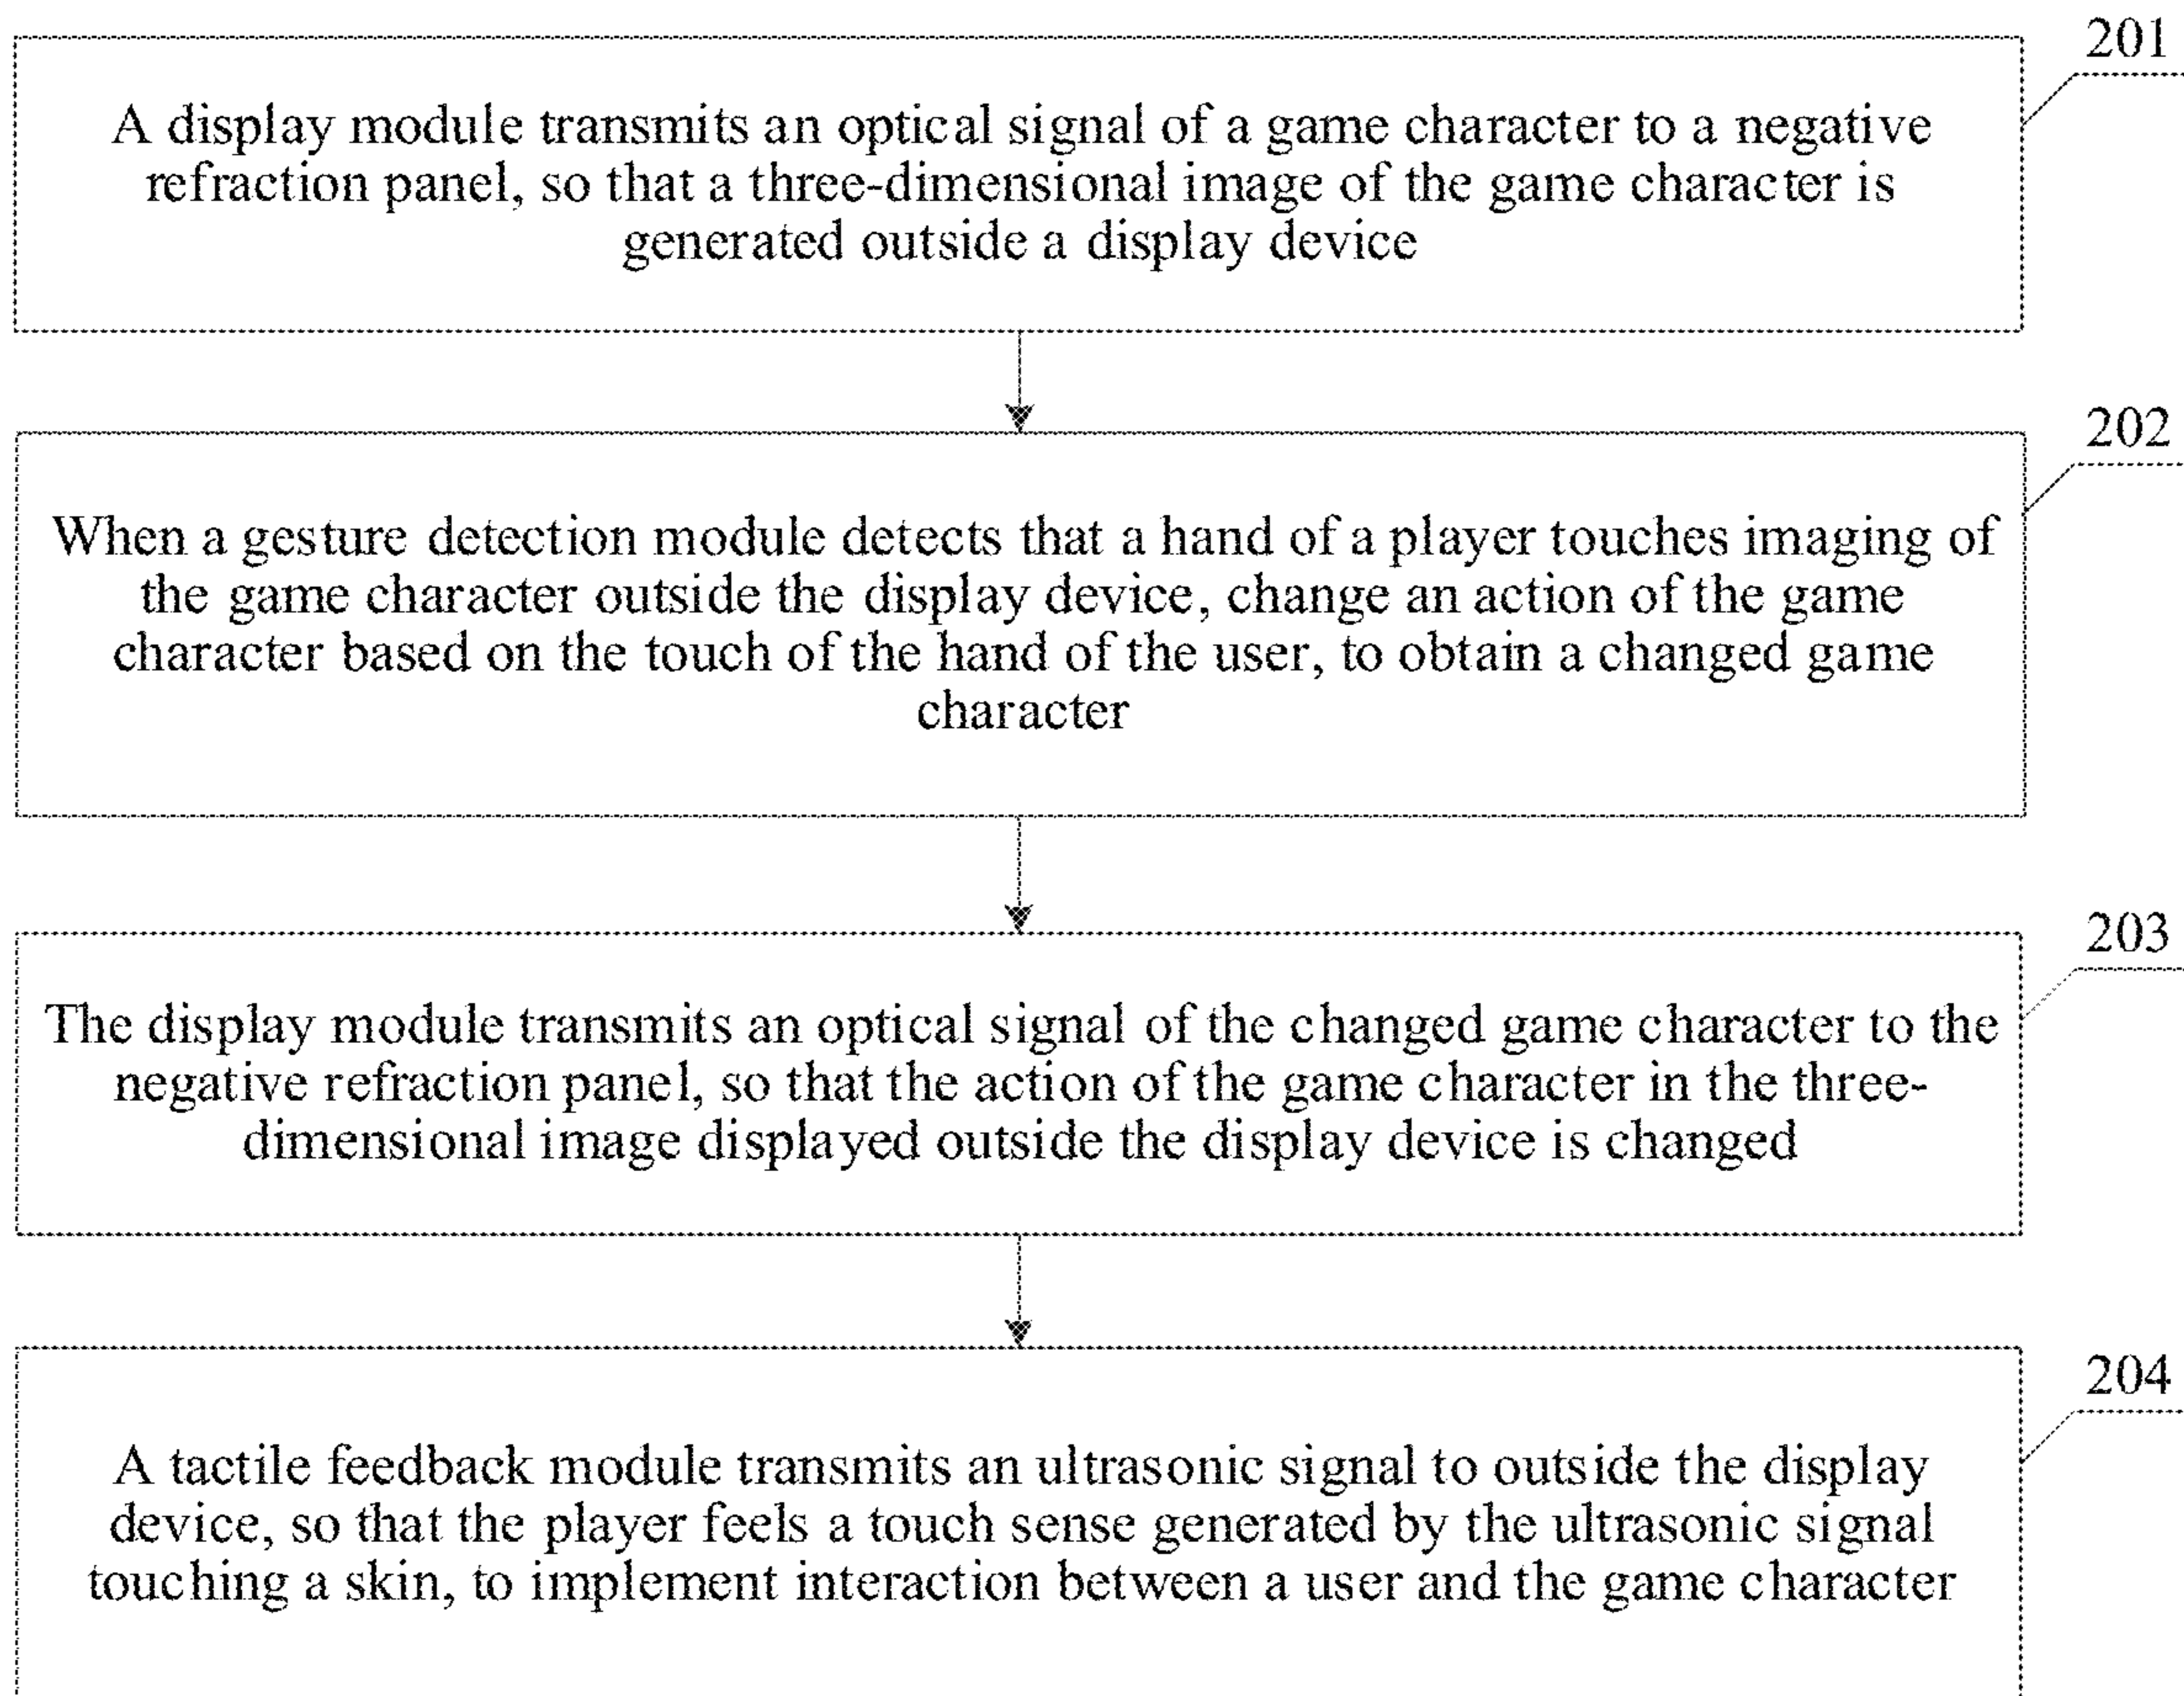 201
A display module transmits an optical signal of a game character to a negative
refraction panel, so that a three-dimensional image of the game character is
generated outside a display device
202
When a gesture detection module detects that a hand of a player touches imaging of
the game character outside the display device, change an action of the game
character based on the touch of the hand of the user, to obtain a changed game
character
203
The display module transmits an optical signal of the changed game character to the
negative refraction panel, so that the action of the game character in the three-
dimensional image displayed outside the display device is changed
204
A tactile feedback module transmits an ultrasonic signal to outside the display
device, so that the player feels a touch sense generated by the ultrasonic signal
touching a skin, to implement interaction between a user and the game character